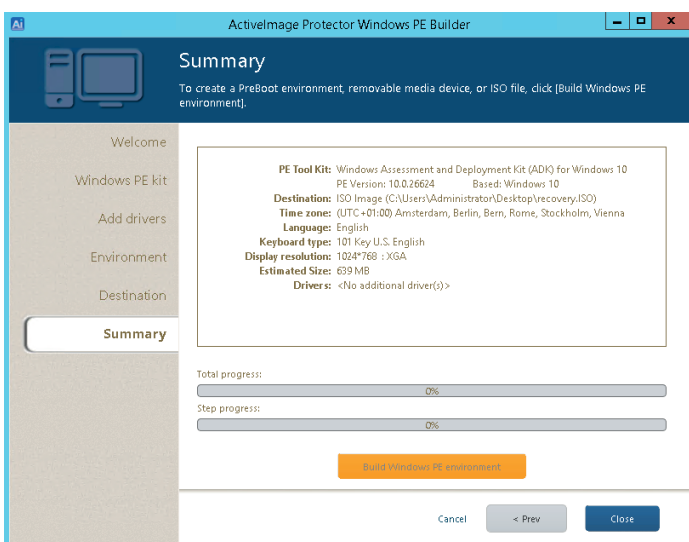 Ai
ActiveImage Protector Windows PE Builder
Summary
To create a PreBoot environment, removable media device, or ISO file, click [Build Windows PE
environment].
Welcome
Windows PE kit
Add drivers
Environment
Destination
Summary
PE Tool Kit: Windows Assessment and Deployment Kit (ADK) for Windows 10
PE Version: 10.0.26624 Based: Windows 10
Destination: ISO Image (C:\Users\Administrator\Desktop\recovery.ISO)
Time zone: (UTC+01:00) Amsterdam, Berlin, Bern, Rome, Stockholm, Vienna
Language: English
Keyboard type: 101 Key U.S. English
Display resolution: 1024*768 : XGA
Estimated Size: 639 MB
Drivers: <No additional driver(s)>
Total progress:
0%
Step progress:
0%
Build Windows PE environment
Cancel
< Prev
Close